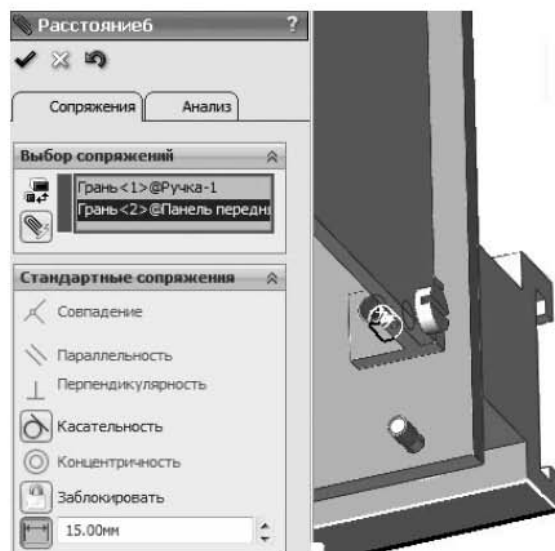 Расстояние6 ?
Сопряжения Анализ
Выбор сопряжений
Грань<1>@Ручка-1
Грань<2>@Панель передня
Стандартные сопряжения
Совпадение
Параллельность
Перпендикулярность
Касательность
Концентричность
Заблокировать
15.00мм